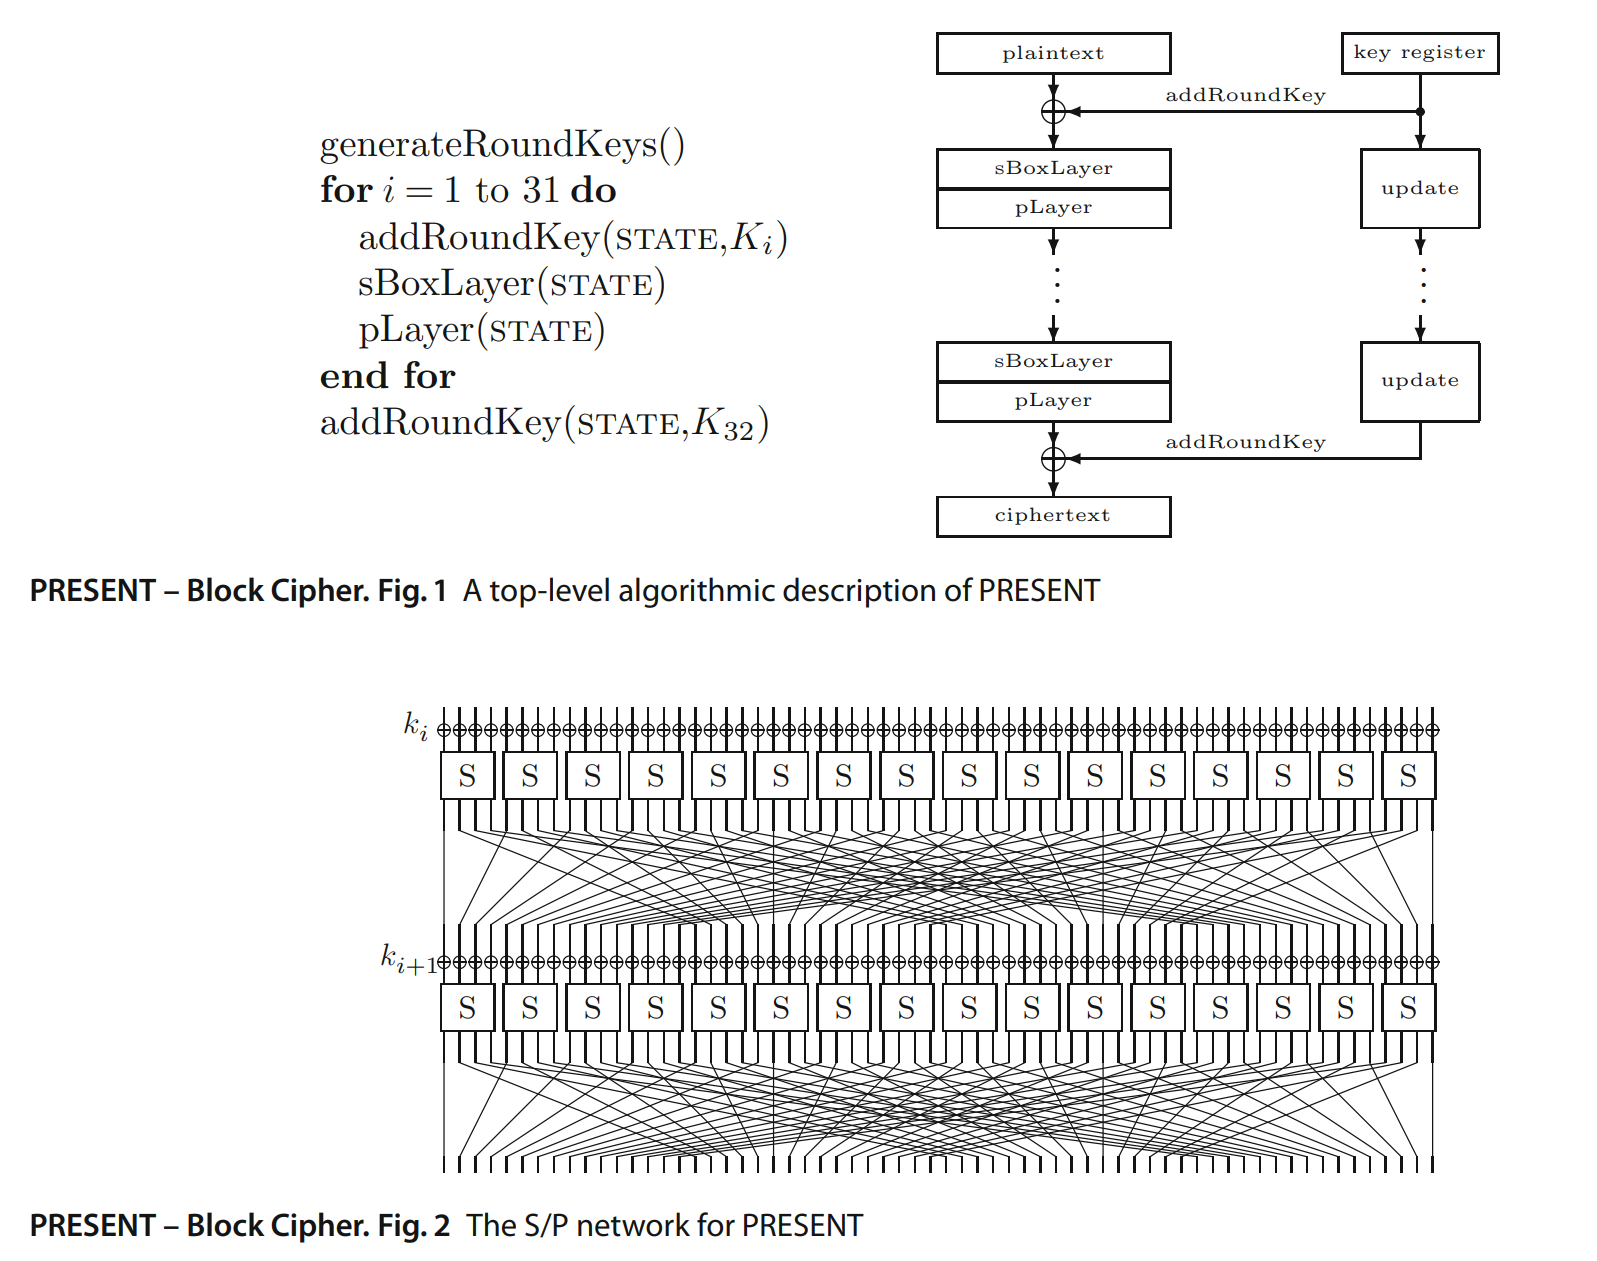 generateRoundKeys()
for i = 1 to 31 do
addRoundKey(STATE,K_i)
sBoxLayer(STATE)
pLayer(STATE)
end for
addRoundKey(STATE,K_32)
plaintext
key register
addRoundKey
sBoxLayer
pLayer
update
sBoxLayer
pLayer
update
addRoundKey
ciphertext
PRESENT – Block Cipher. Fig. 1 A top-level algorithmic description of PRESENT
k_i
S S S S S S S S S S S S S S S S
k_{i+1}
S S S S S S S S S S S S S S S S
PRESENT – Block Cipher. Fig. 2 The S/P network for PRESENT